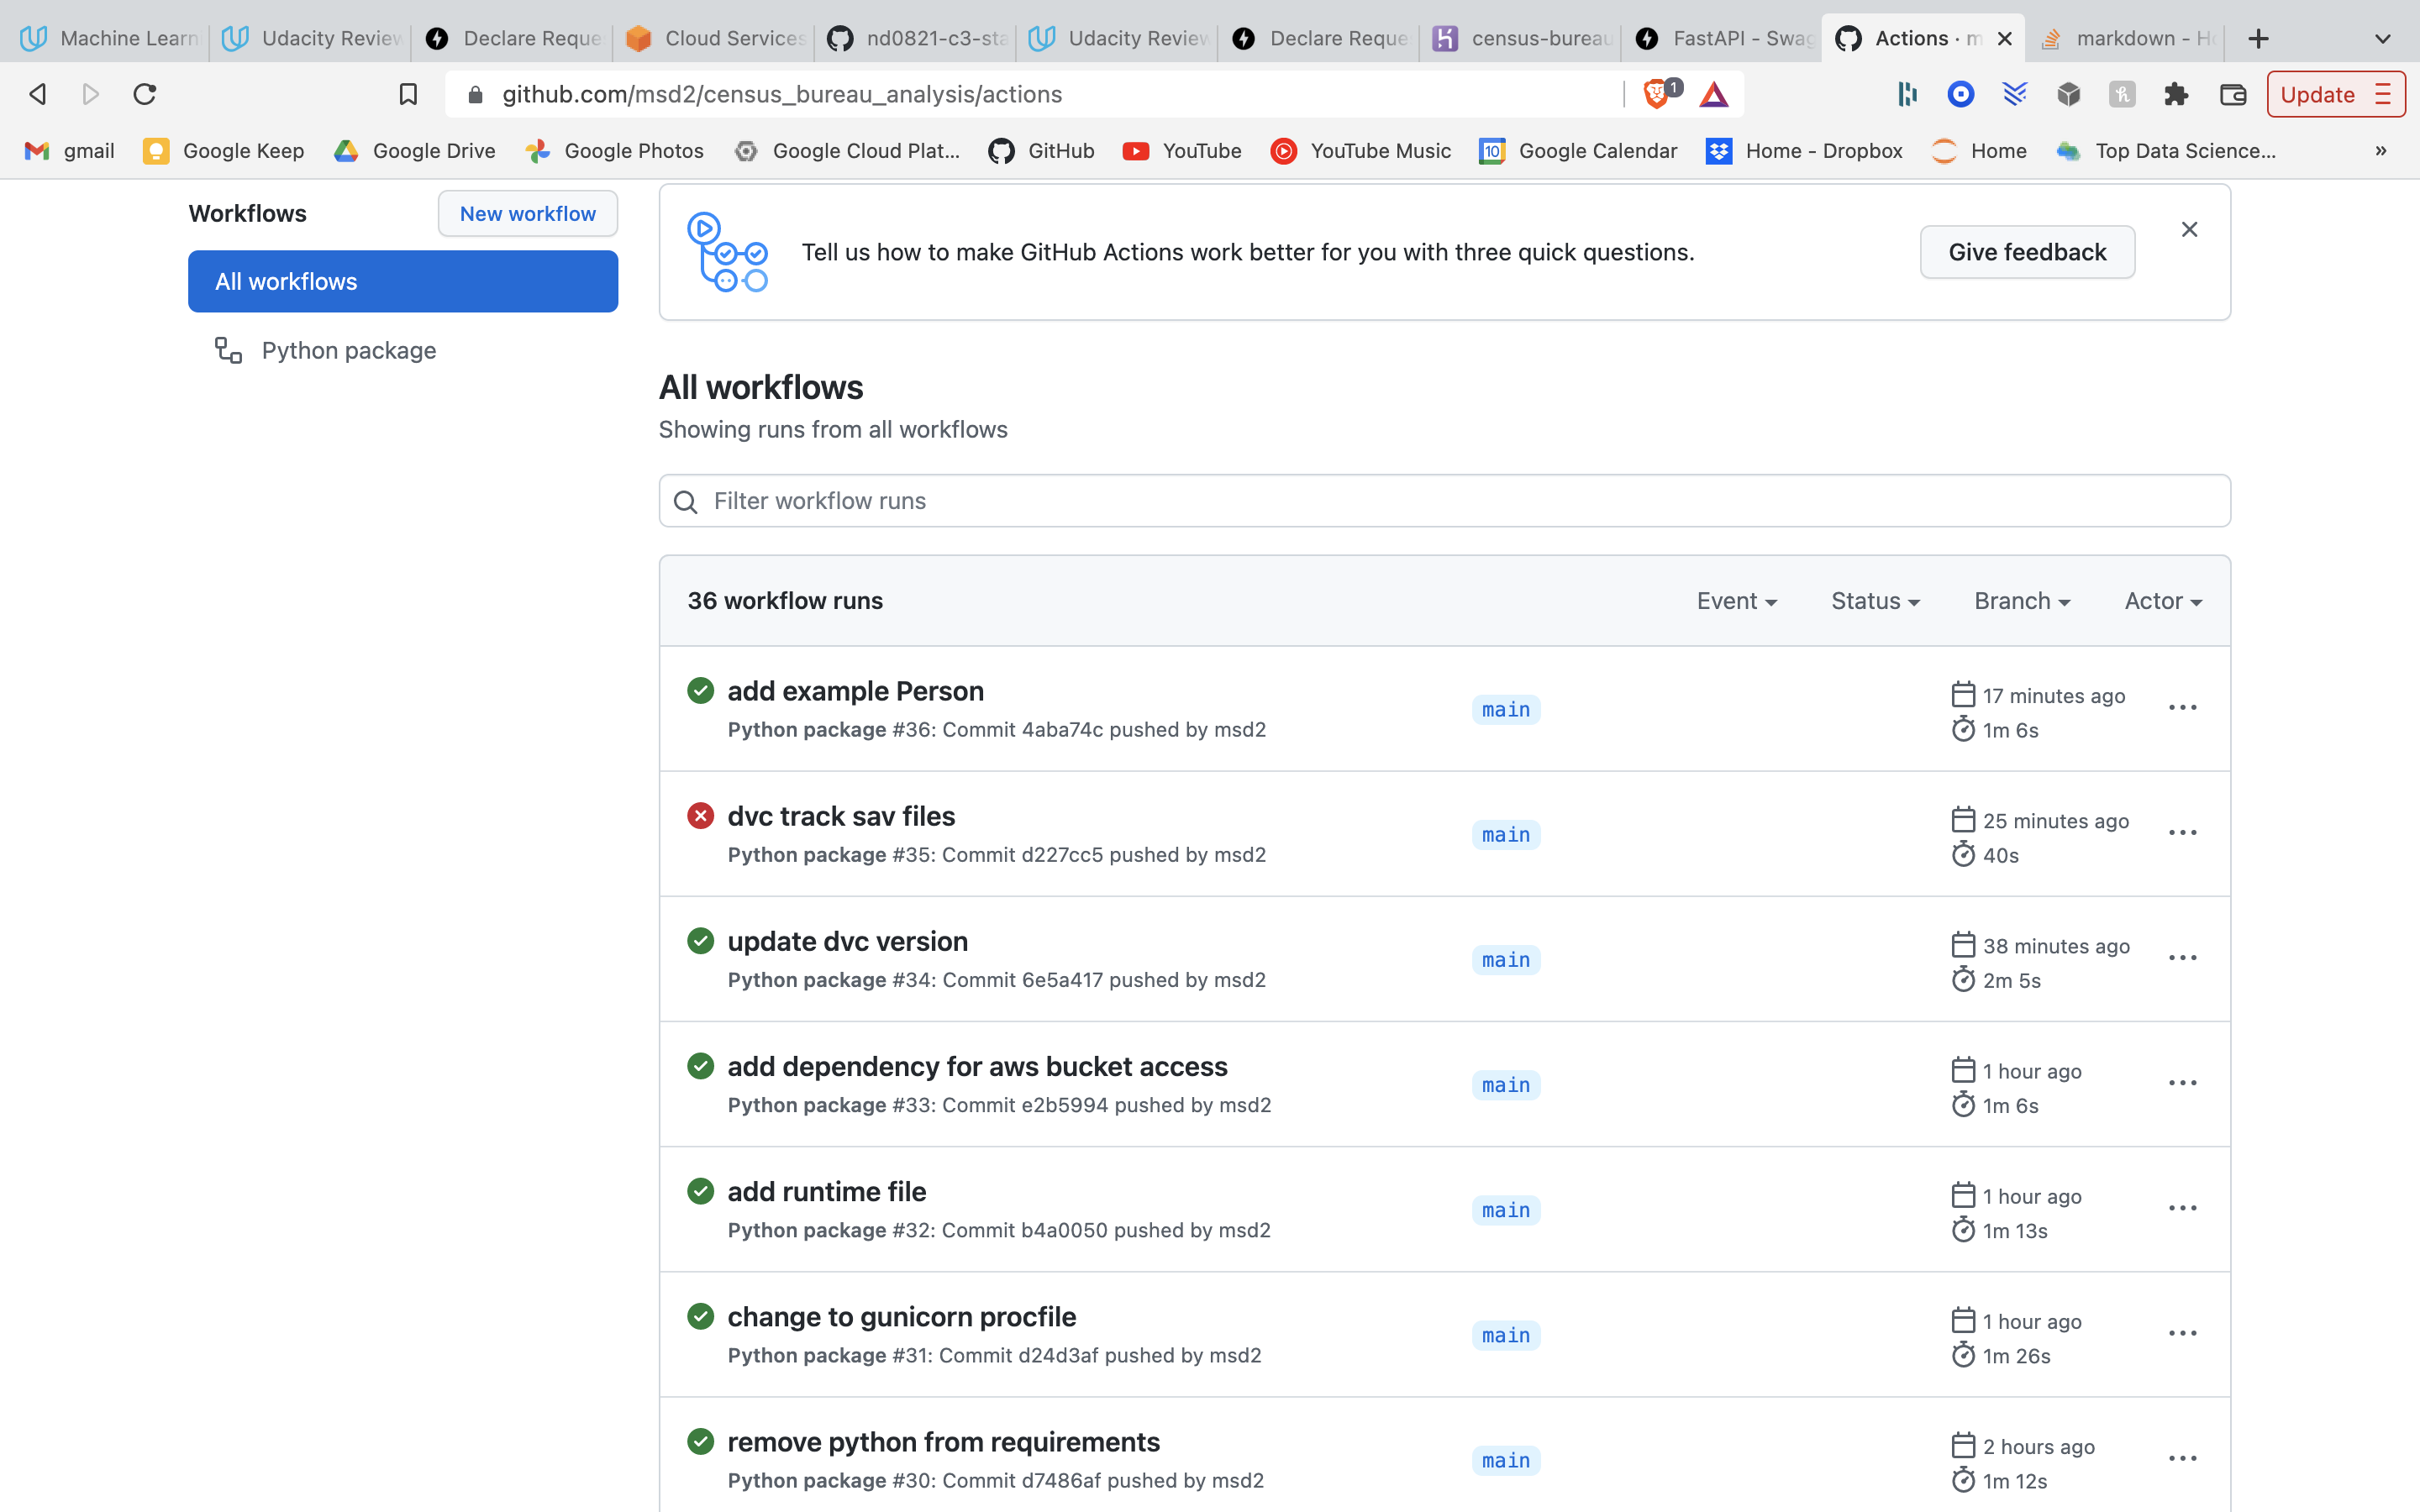 Machine Learn
Udacity Review
Declare Reque
Cloud Services
nd0821-c3-sta
Udacity Review
Declare Reque
census-bureau
FastAPI - Swag
Actions · m
markdown - Ho
github.com/msd2/census_bureau_analysis/actions
1
Update
gmail
Google Keep
Google Drive
Google Photos
Google Cloud Plat...
GitHub
YouTube
YouTube Music
10
Google Calendar
Home - Dropbox
Home
Top Data Science...
»
Workflows
New workflow
All workflows
Python package
Tell us how to make GitHub Actions work better for you with three quick questions.
Give feedback
All workflows
Showing runs from all workflows
Filter workflow runs
36 workflow runs
Event
Status
Branch
Actor
add example Person
Python package #36: Commit 4aba74c pushed by msd2
main
17 minutes ago
1m 6s
dvc track sav files
Python package #35: Commit d227cc5 pushed by msd2
main
25 minutes ago
40s
update dvc version
Python package #34: Commit 6e5a417 pushed by msd2
main
38 minutes ago
2m 5s
add dependency for aws bucket access
Python package #33: Commit e2b5994 pushed by msd2
main
1 hour ago
1m 6s
add runtime file
Python package #32: Commit b4a0050 pushed by msd2
main
1 hour ago
1m 13s
change to gunicorn procfile
Python package #31: Commit d24d3af pushed by msd2
main
1 hour ago
1m 26s
remove python from requirements
Python package #30: Commit d7486af pushed by msd2
main
2 hours ago
1m 12s